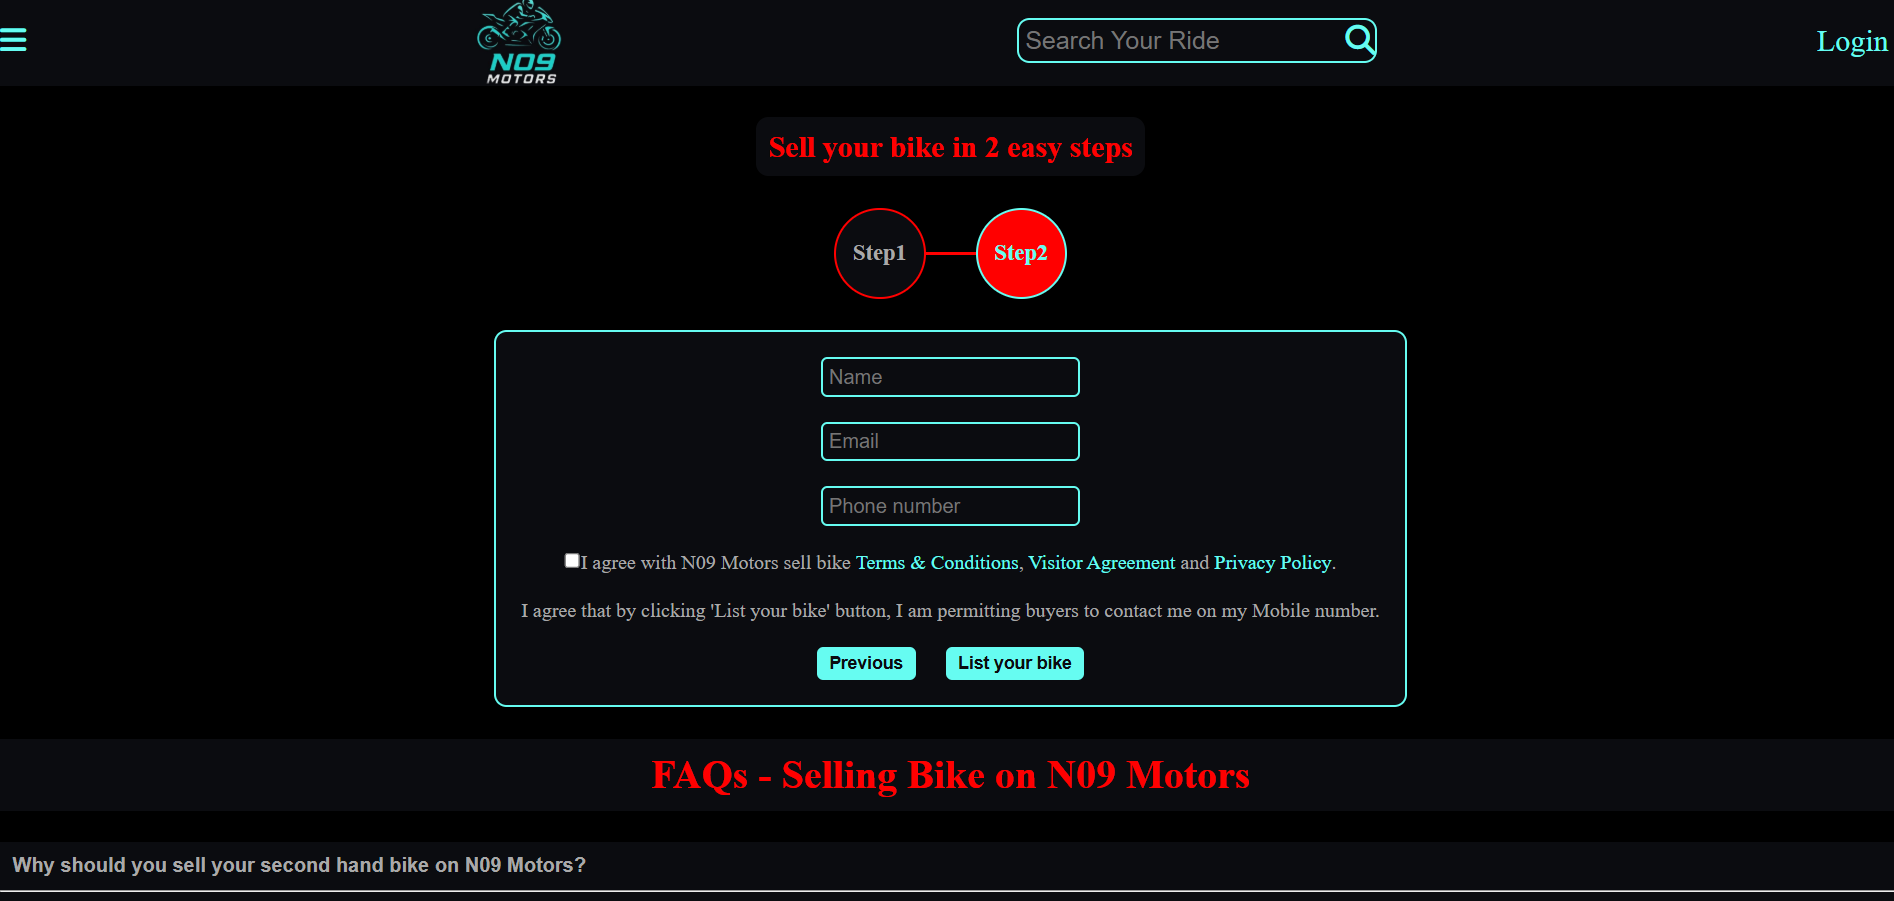 N09
MOTORS
Search Your Ride
Login
Sell your bike in 2 easy steps
Step1
Step2
Name
Email
Phone number
I agree with N09 Motors sell bike Terms & Conditions, Visitor Agreement and Privacy Policy.
I agree that by clicking 'List your bike' button, I am permitting buyers to contact me on my Mobile number.
Previous
List your bike
FAQs - Selling Bike on N09 Motors
Why should you sell your second hand bike on N09 Motors?